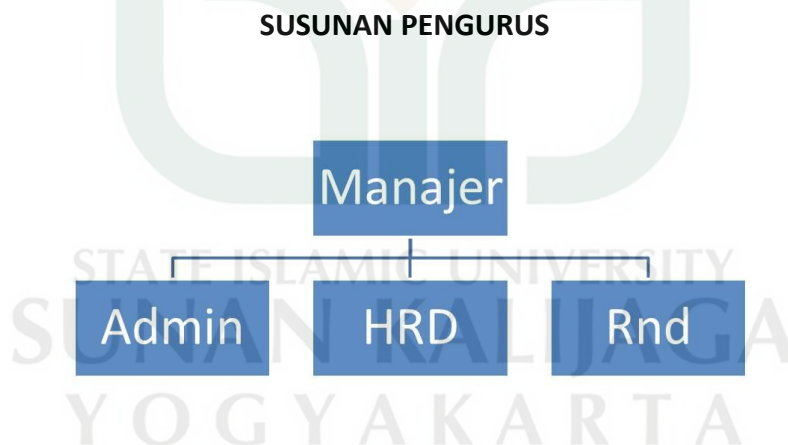 SUSUNAN PENGURUS
Manajer
STATE ISLAMIC UNIVERSITY
Admin HRD Rnd
SUNAN KALIJAGA
YOGYAKARTA